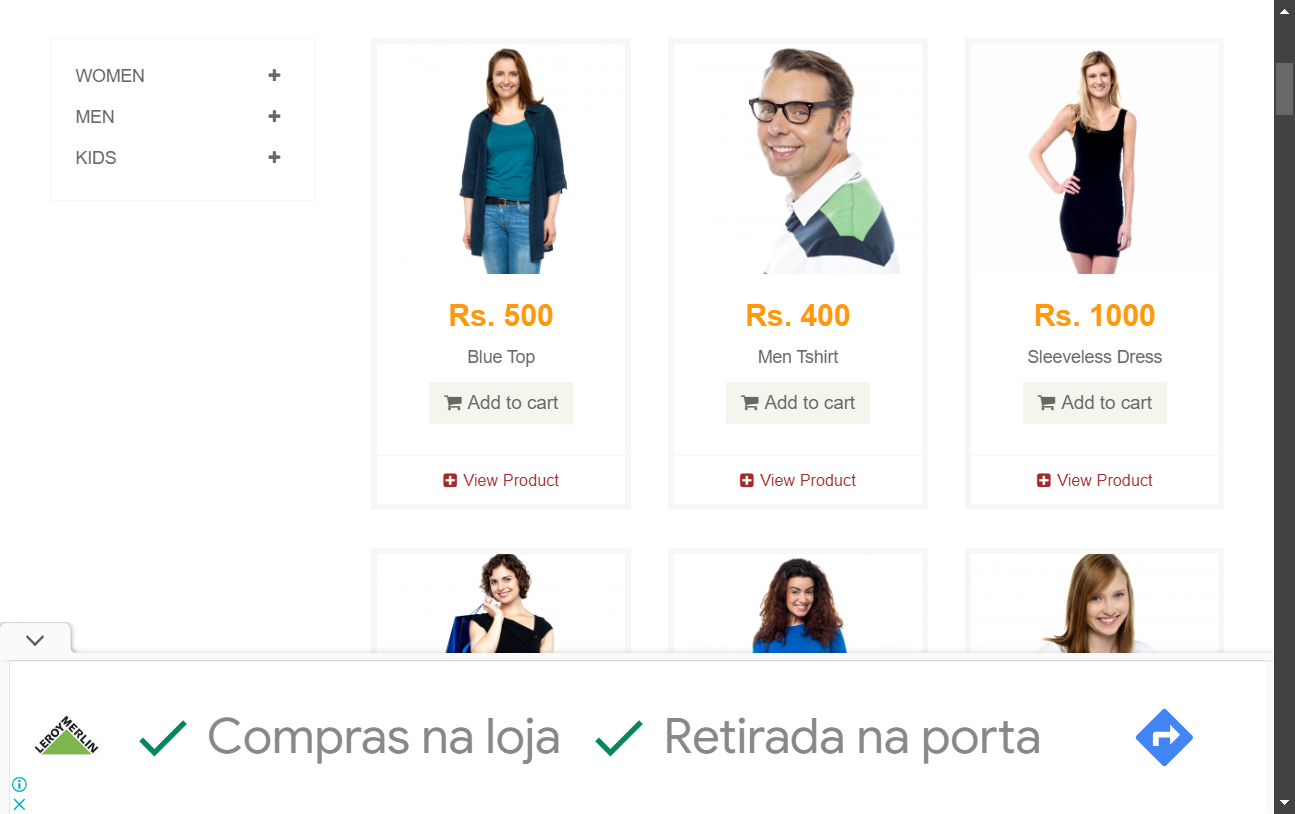 WOMEN
MEN
KIDS
Rs. 500
Blue Top
Add to cart
View Product
Rs. 400
Men Tshirt
Add to cart
View Product
Rs. 1000
Sleeveless Dress
Add to cart
View Product
LEROY MERLIN
Compras na loja
Retirada na porta